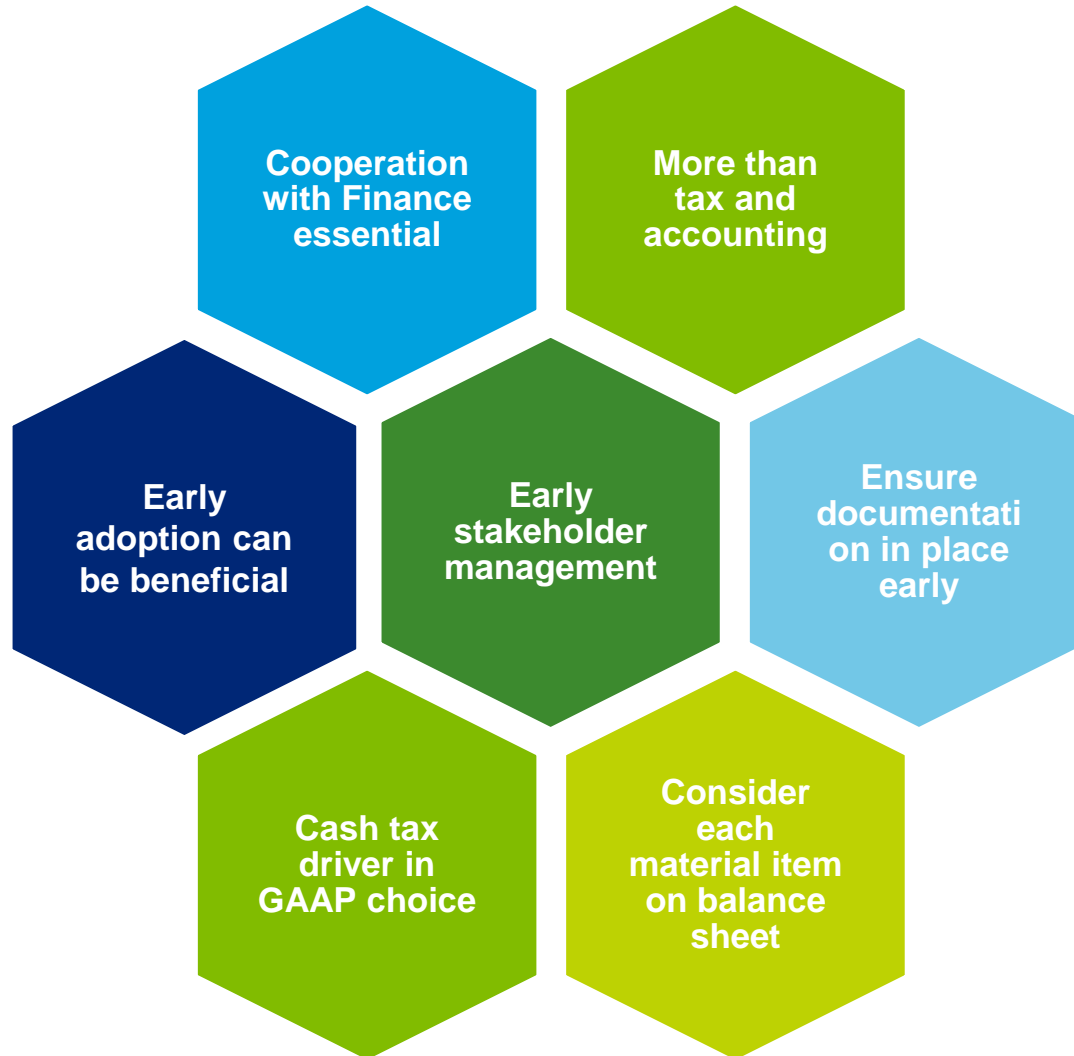 Cooperation
with Finance
essential
More than
tax and
accounting
Early
adoption can
be beneficial
Early
stakeholder
management
Ensure
documentati
on in place
early
Cash tax
driver in
GAAP choice
Consider
each
material item
on balance
sheet